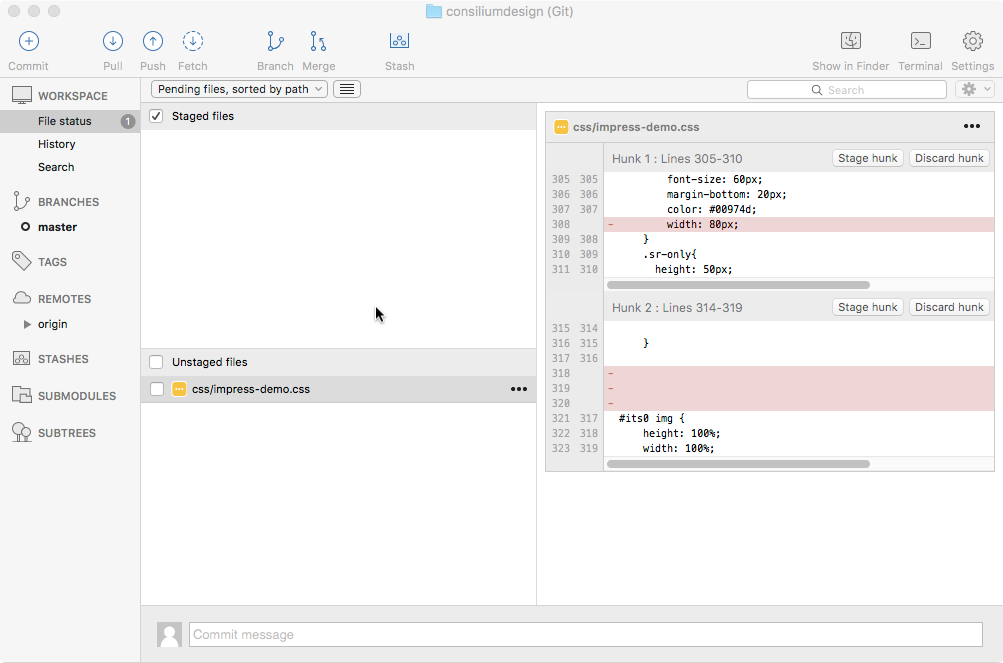 consiliumdesign (Git)
Commit Pull Push Fetch Branch Merge Stash Show in Finder Terminal Settings
Pending files, sorted by path
Search
WORKSPACE
File status 1
History
Search
BRANCHES
master
TAGS
REMOTES
origin
STASHES
SUBMODULES
SUBTREES
Staged files
Unstaged files
css/impress-demo.css •••
css/impress-demo.css •••
Hunk 1 : Lines 305-310 Stage hunk Discard hunk
305 305 font-size: 60px;
306 306 margin-bottom: 20px;
307 307 color: #00974d;
308 - width: 80px;
309 308 }
310 309 .sr-only{
311 310 height: 50px;
Hunk 2 : Lines 314-319 Stage hunk Discard hunk
315 314
316 315 }
317 316
318 -
319 -
320 -
321 317 #its0 img {
322 318 height: 100%;
323 319 width: 100%;
Commit message